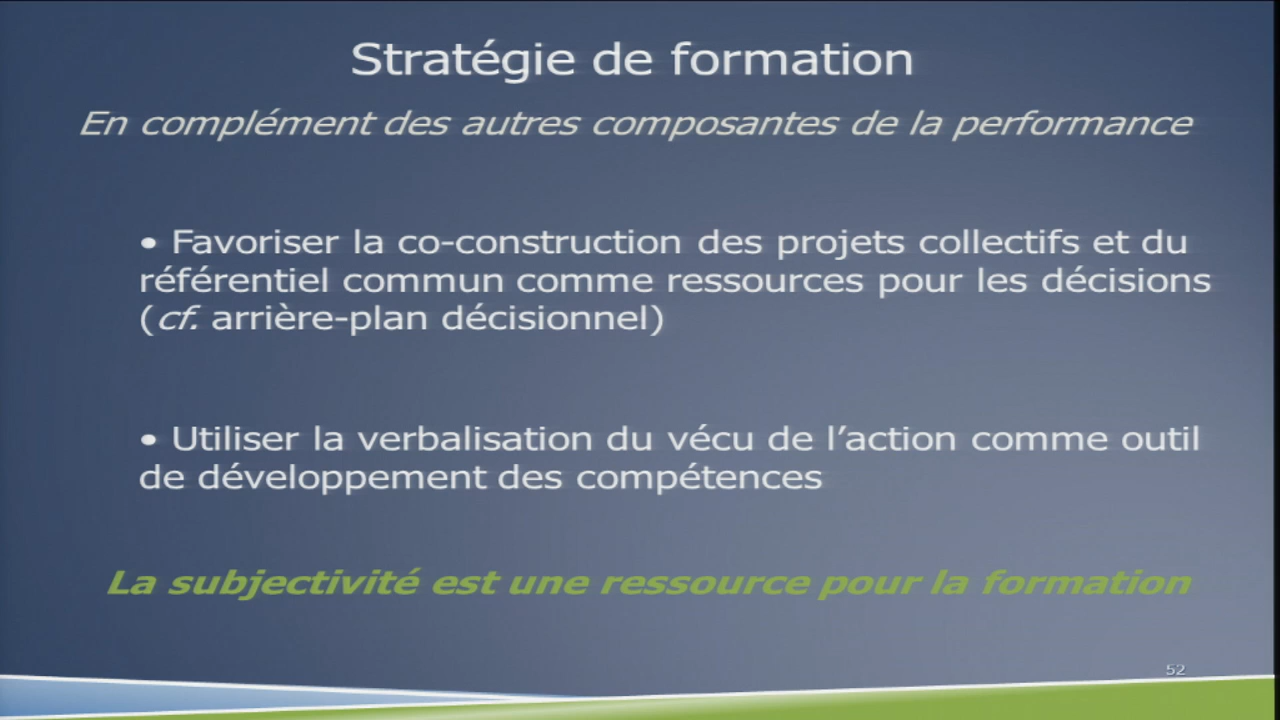 Stratégie de formation
En complément des autres composantes de la performance
• Favoriser la co-construction des projets collectifs et du
référentiel commun comme ressources pour les décisions
(cf. arrière-plan décisionnel)
• Utiliser la verbalisation du vécu de l’action comme outil
de développement des compétences
La subjectivité est une ressource pour la formation
52